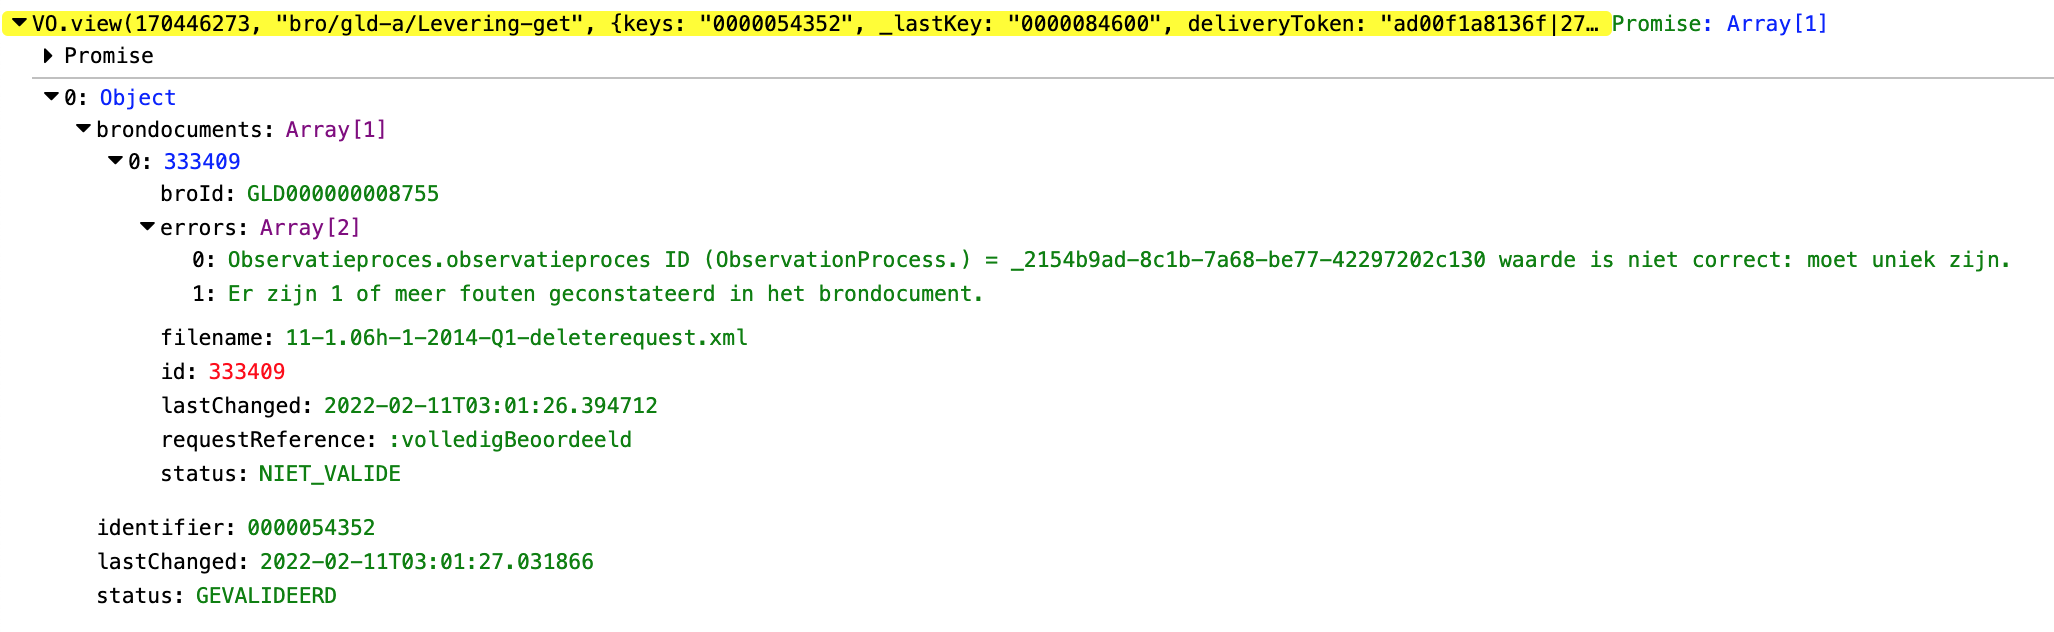 VO.view(170446273, "bro/gld-a/Levering-get", {keys: "0000054352", _lastKey: "0000084600", deliveryToken: "ad00f1a8136f|27… Promise: Array[1]
Promise
0: Object
brondocuments: Array[1]
0: 333409
broId: GLD000000008755
errors: Array[2]
0: Observatieproces.observatieproces ID (ObservationProcess.) = _2154b9ad-8c1b-7a68-be77-42297202c130 waarde is niet correct: moet uniek zijn.
1: Er zijn 1 of meer fouten geconstateerd in het brondocument.
filename: 11-1.06h-1-2014-Q1-deleterequest.xml
id: 333409
lastChanged: 2022-02-11T03:01:26.394712
requestReference: :volledigBeoordeeld
status: NIET_VALIDE
identifier: 0000054352
lastChanged: 2022-02-11T03:01:27.031866
status: GEVALIDEERD